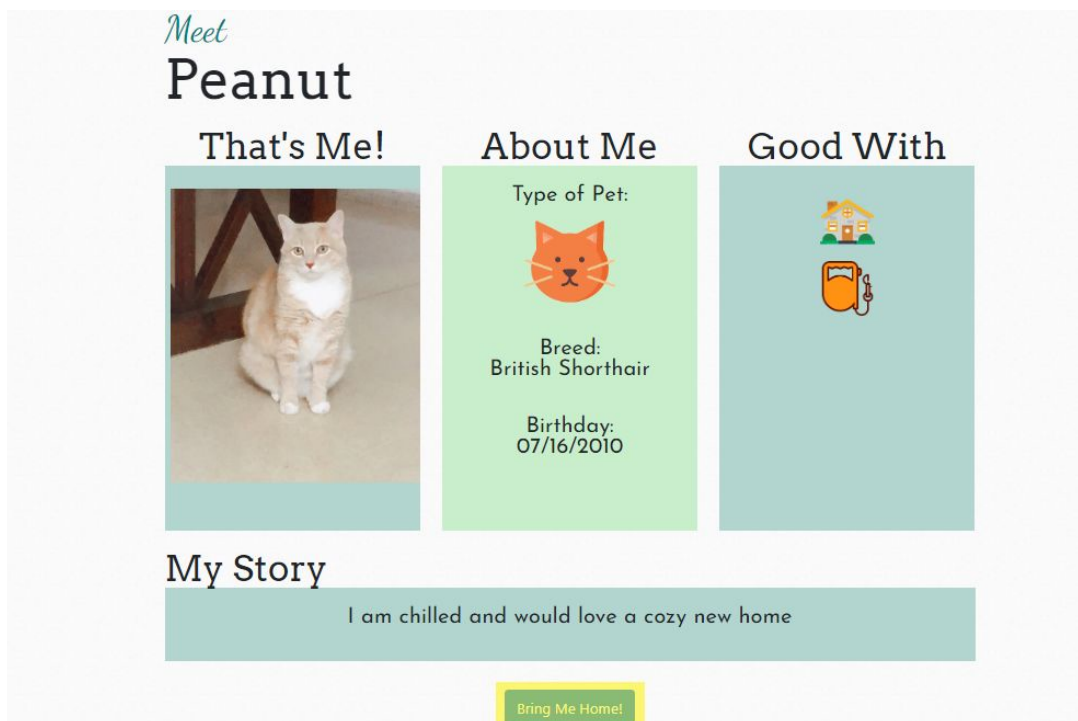 Meet
Peanut
That's Me!
About Me
Good With
Type of Pet:
Breed:
British Shorthair
Birthday:
07/16/2010
My Story
I am chilled and would love a cozy new home
Bring Me Home!